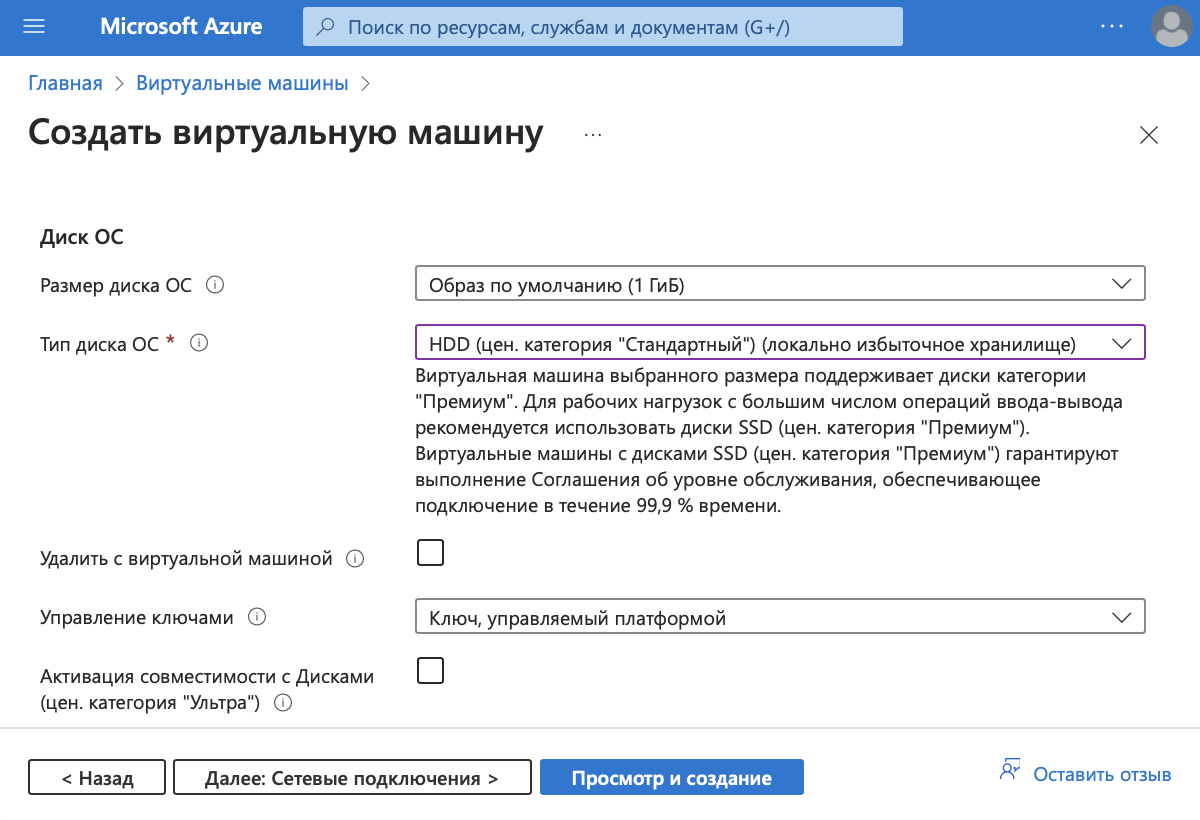 Microsoft Azure
Поиск по ресурсам, службам и документам (G+/)
Главная > Виртуальные машины >
Создать виртуальную машину ...
Диск ОС
Размер диска ОС
Образ по умолчанию (1 ГиБ)
Тип диска ОС *
HDD (цен. категория "Стандартный") (локально избыточное хранилище)
Виртуальная машина выбранного размера поддерживает диски категории
"Премиум". Для рабочих нагрузок с большим числом операций ввода-вывода
рекомендуется использовать диски SSD (цен. категория "Премиум").
Виртуальные машины с дисками SSD (цен. категория "Премиум") гарантируют
выполнение Соглашения об уровне обслуживания, обеспечивающее
подключение в течение 99,9 % времени.
Удалить с виртуальной машиной
Управление ключами
Ключ, управляемый платформой
Активация совместимости с Дисками
(цен. категория "Ультра")
< Назад
Далее: Сетевые подключения >
Просмотр и создание
Оставить отзыв